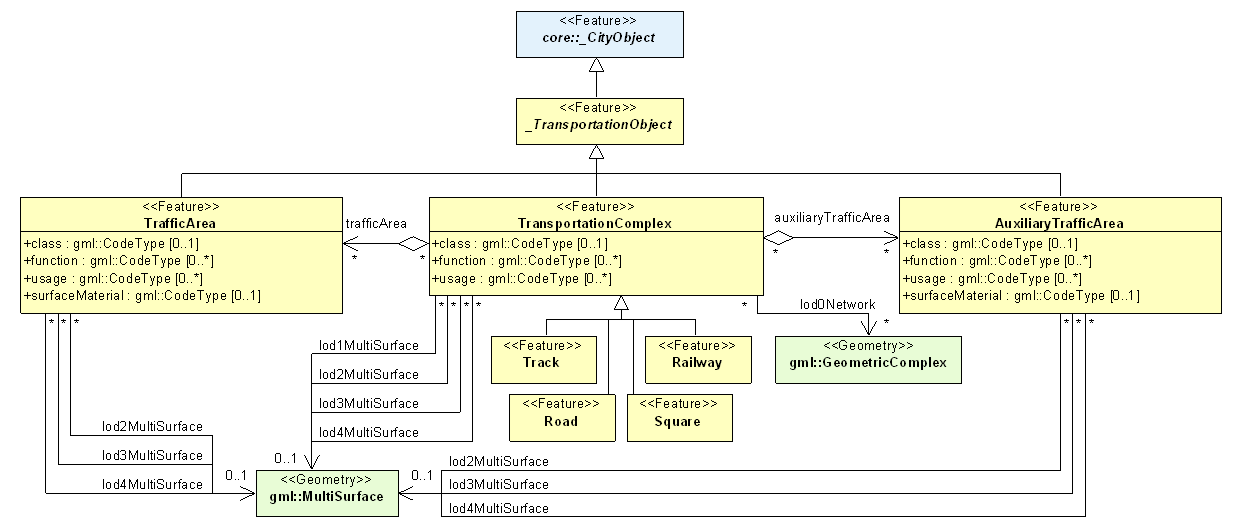 <<Feature>>
core::_CityObject
<<Feature>>
_TransportationObject
<<Feature>>
TrafficArea
+class : gml::CodeType [0..1]
+function : gml::CodeType [0..*]
+usage : gml::CodeType [0..*]
+surfaceMaterial : gml::CodeType [0..1]
trafficArea
*
*
<<Feature>>
TransportationComplex
+class : gml::CodeType [0..1]
+function : gml::CodeType [0..*]
+usage : gml::CodeType [0..*]
auxiliaryTrafficArea
*
*
<<Feature>>
AuxiliaryTrafficArea
+class : gml::CodeType [0..1]
+function : gml::CodeType [0..*]
+usage : gml::CodeType [0..*]
+surfaceMaterial : gml::CodeType [0..1]
* * * *
*
lod0Network
*
* * *
* * *
lod1MultiSurface
lod2MultiSurface
lod3MultiSurface
lod4MultiSurface
<<Feature>>
Track
<<Feature>>
Railway
<<Geometry>>
gml::GeometricComplex
<<Feature>>
Road
<<Feature>>
Square
lod2MultiSurface
lod3MultiSurface
lod4MultiSurface
0..1
0..1
0..1
<<Geometry>>
gml::MultiSurface
lod2MultiSurface
lod3MultiSurface
lod4MultiSurface